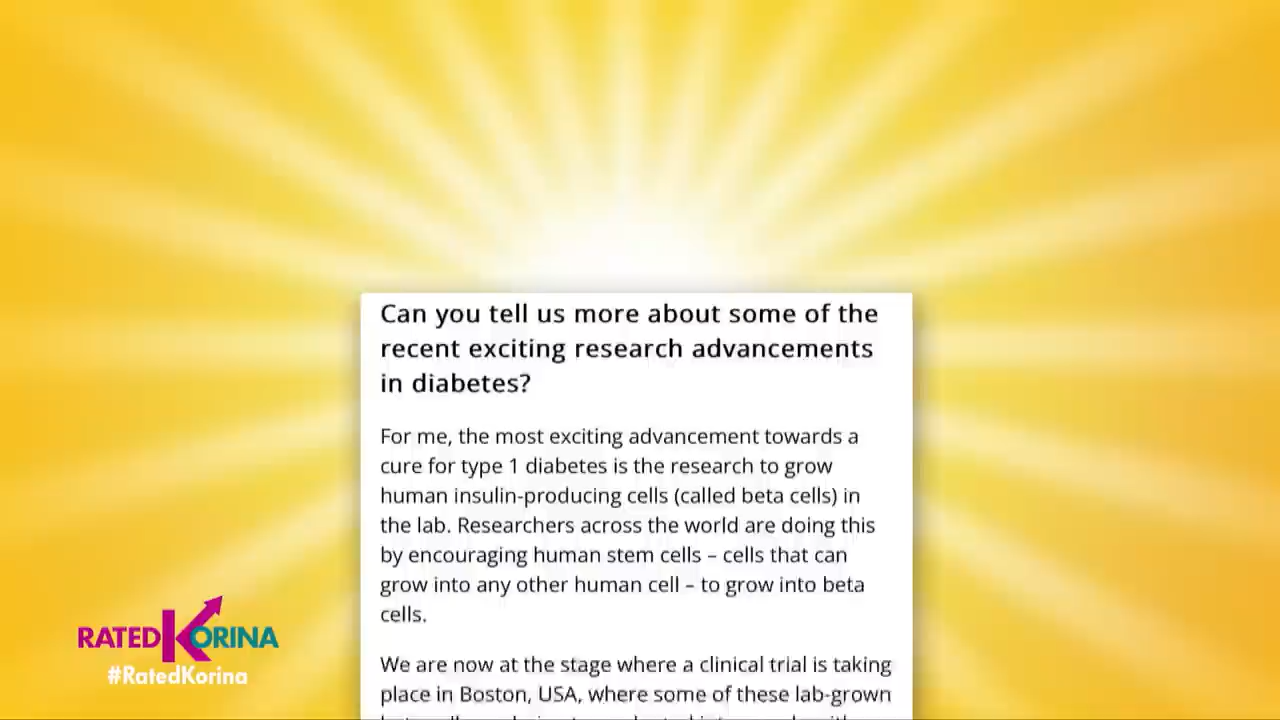 Can you tell us more about some of the
recent exciting research advancements
in diabetes?
For me, the most exciting advancement towards a
cure for type 1 diabetes is the research to grow
human insulin-producing cells (called beta cells) in
the lab. Researchers across the world are doing this
by encouraging human stem cells – cells that can
grow into any other human cell – to grow into beta
cells.
We are now at the stage where a clinical trial is taking
place in Boston, USA, where some of these lab-grown
RATED KORINA
#RatedKorina